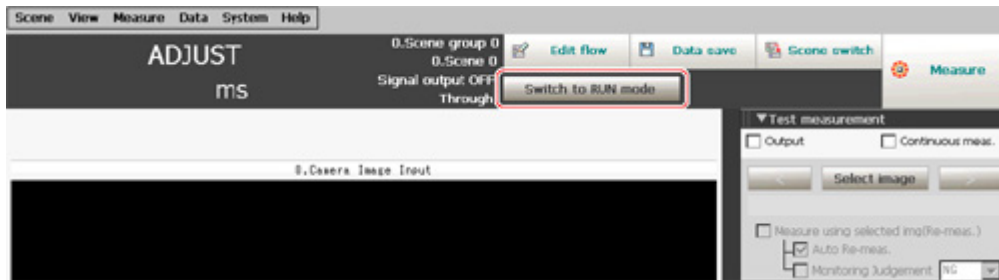 Scene View Measure Data System Help
ADJUST
ms
0.Scene group 0
0.Scene 0
Signal output OFF
Through
Edit flow
Data save
Scene switch
Switch to RUN mode
Measure
▼Test measurement
Output
Continuous meas.
<
Select image
>
0.Camera Image Input
Measure using selected img(Re-meas.)
Auto Re-meas.
Monitoring Judgement NG